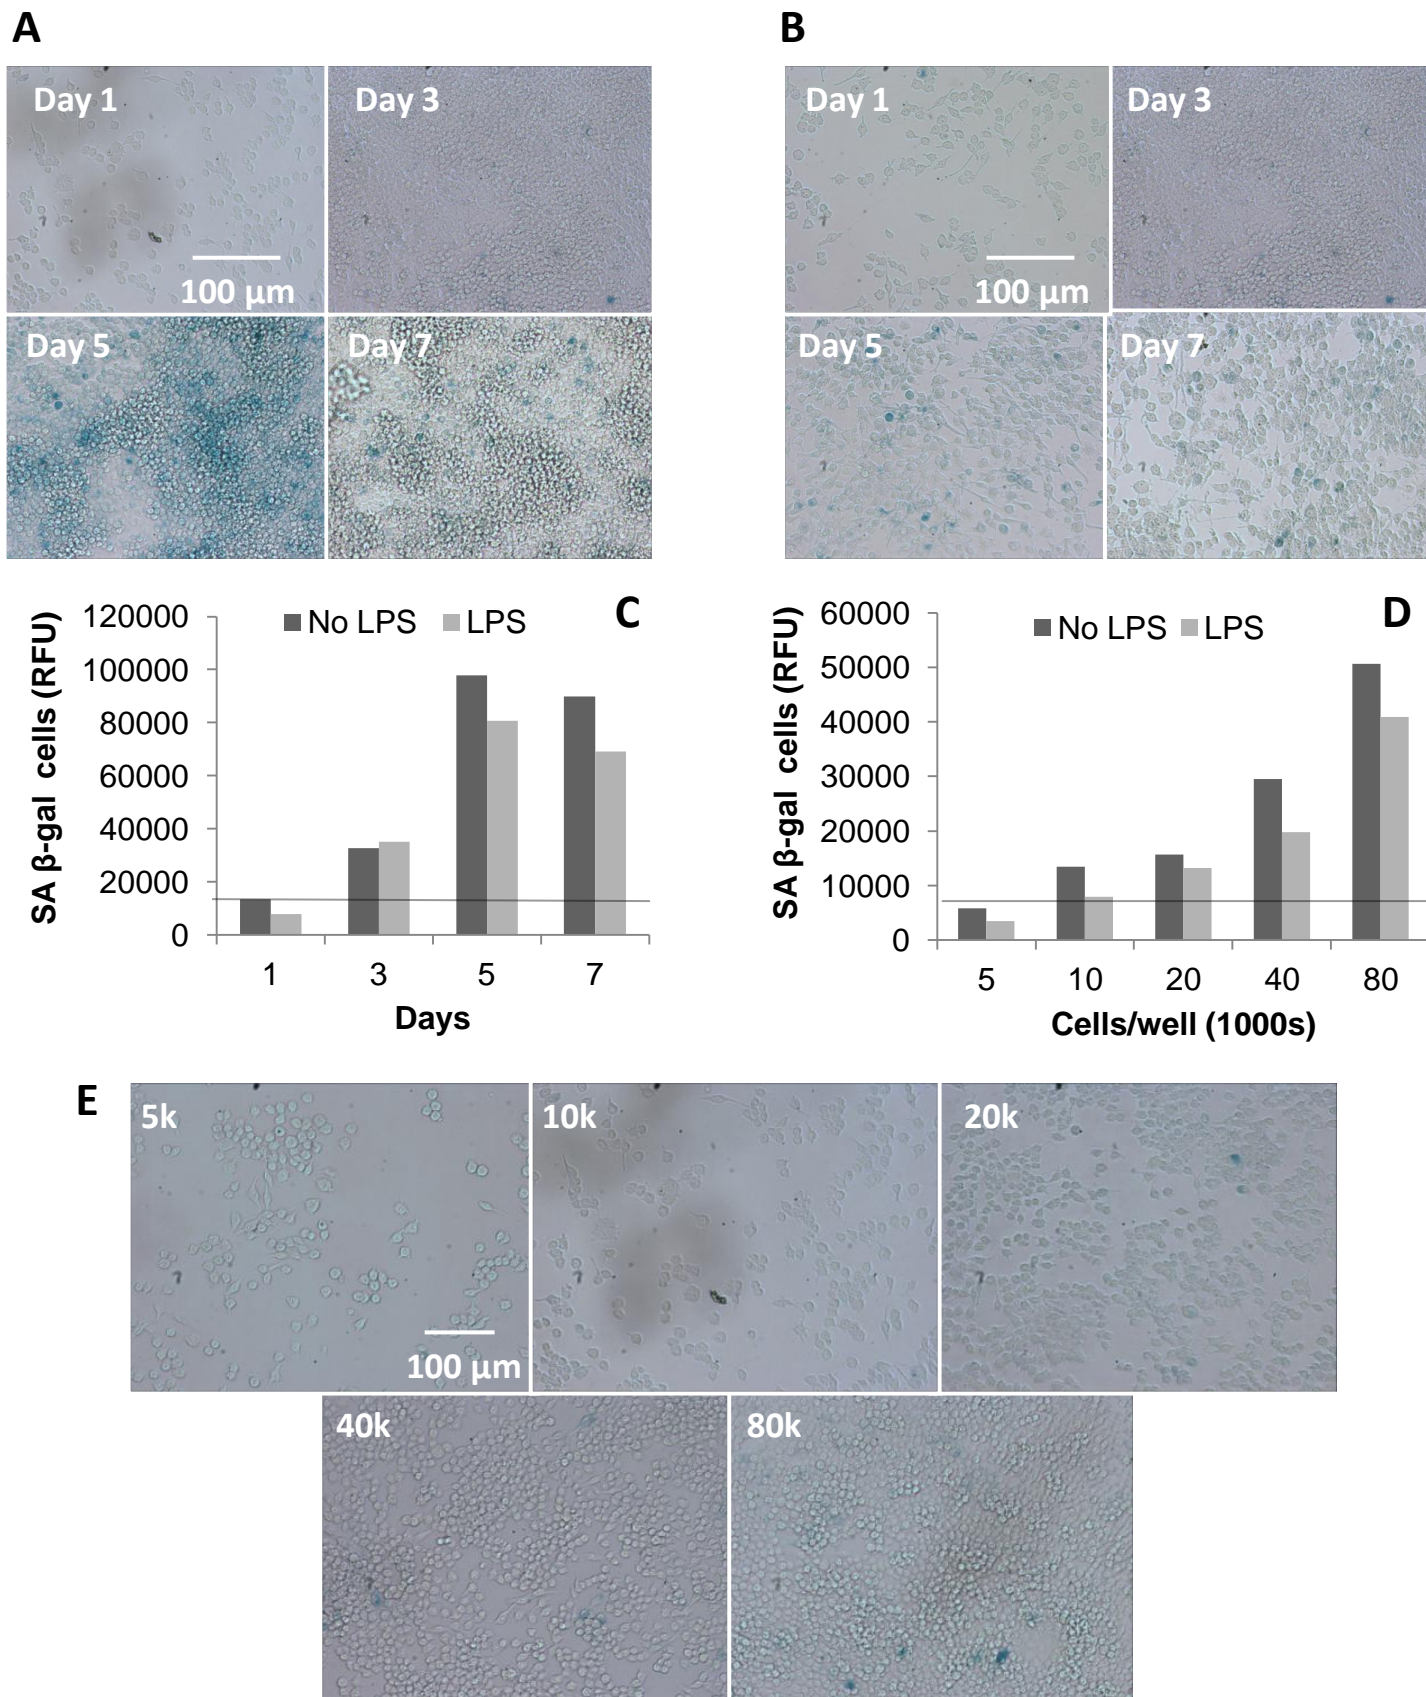 A
B
Day 1
Day 3
Day 1
Day 3
100 µm
100 µm
Day 5
Day 7
Day 5
Day 7
C
SA β-gal cells (RFU)
No LPS
LPS
120000
100000
80000
60000
40000
20000
0
1
3
5
7
Days
D
SA β-gal cells (RFU)
No LPS
LPS
60000
50000
40000
30000
20000
10000
0
5
10
20
40
80
Cells/well (1000s)
E
5k
10k
20k
100 µm
40k
80k